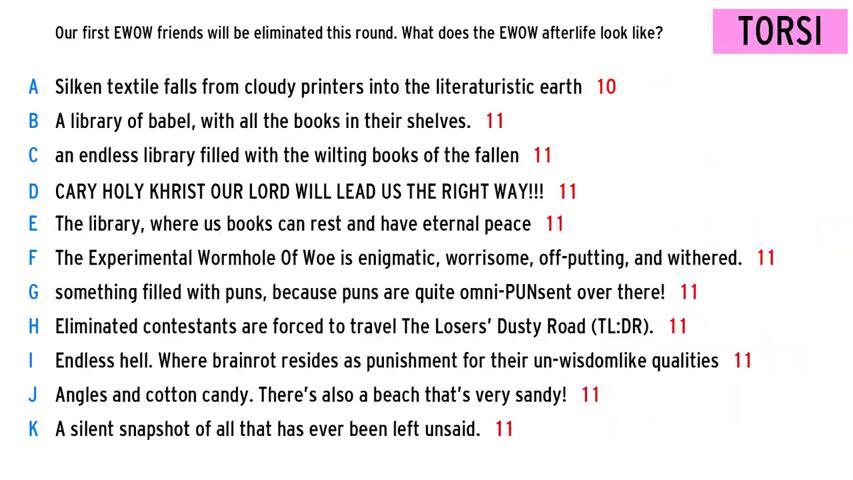 Our first EWOW friends will be eliminated this round. What does the EWOW afterlife look like?
TORSI
A Silken textile falls from cloudy printers into the literaturistic earth 10
B A library of babel, with all the books in their shelves. 11
C an endless library filled with the wilting books of the fallen 11
D CARY HOLY KHRIST OUR LORD WILL LEAD US THE RIGHT WAY!!! 11
E The library, where us books can rest and have eternal peace 11
F The Experimental Wormhole Of Woe is enigmatic, worrisome, off-putting, and withered. 11
G something filled with puns, because puns are quite omni-PUNsent over there! 11
H Eliminated contestants are forced to travel The Losers' Dusty Road (TL:DR). 11
I Endless hell. Where brainrot resides as punishment for their un-wisdomlike qualities 11
J Angles and cotton candy. There's also a beach that's very sandy! 11
K A silent snapshot of all that has ever been left unsaid. 11